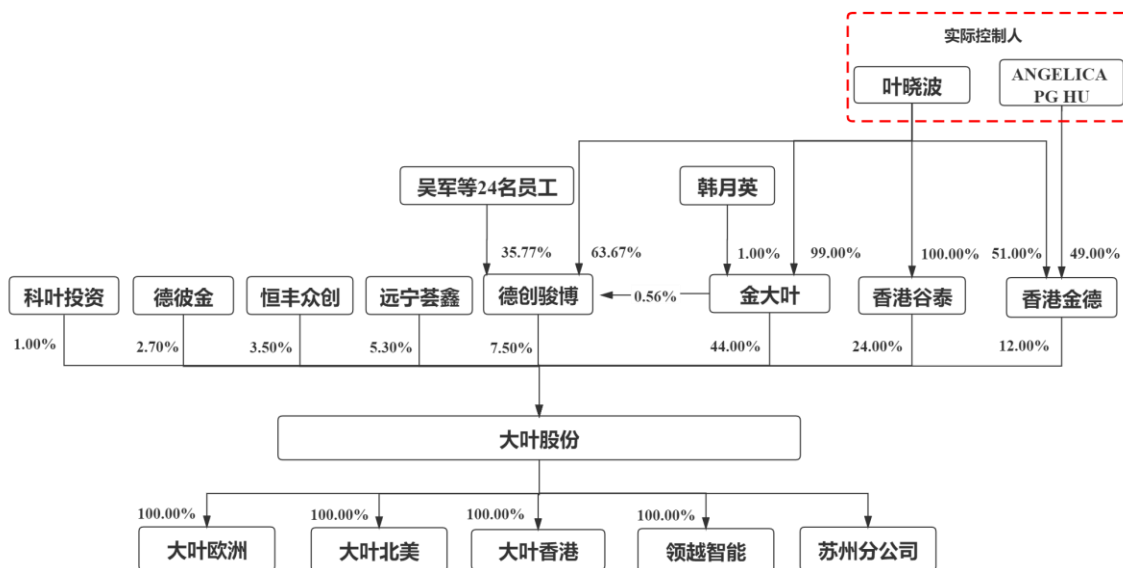 实际控制人
叶晓波
ANGELICA
PG HU
吴军等24名员工
韩月英
35.77%
63.67%
1.00%
99.00%
100.00%
51.00%
49.00%
科叶投资
德彼金
恒丰众创
远宁荟鑫
德创骏博
0.56%
金大叶
香港谷泰
香港金德
1.00%
2.70%
3.50%
5.30%
7.50%
44.00%
24.00%
12.00%
大叶股份
100.00%
100.00%
100.00%
100.00%
大叶欧洲
大叶北美
大叶香港
领越智能
苏州分公司